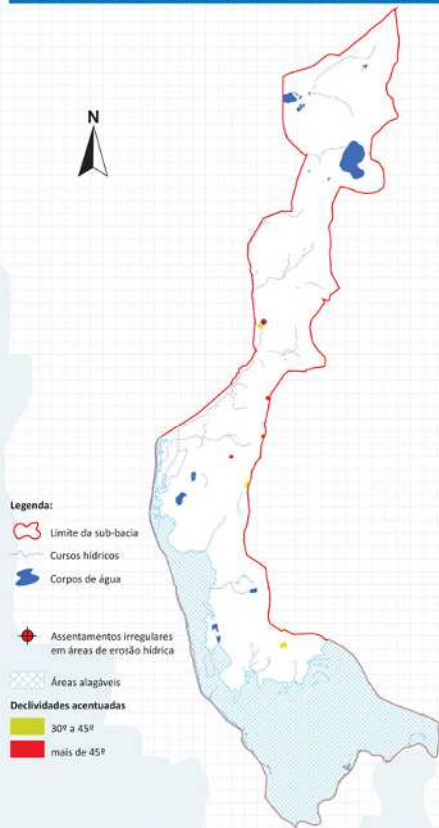 N
Legenda:
Limite da sub-bacia
Cursos hídricos
Corpos de água
Assentamentos irregulares
em áreas de erosão hídrica
Áreas alagáveis
Declividades acentuadas
30º a 45º
mais de 45º